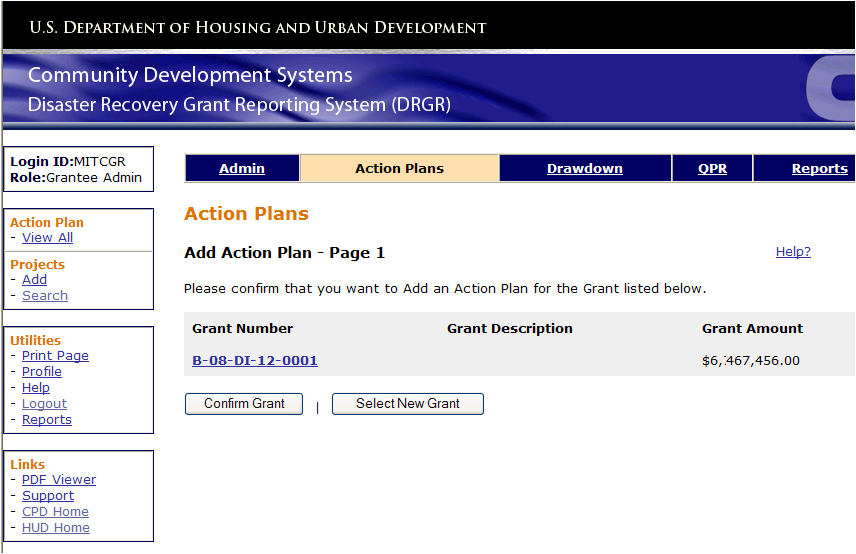 U.S. Department of Housing and Urban Development
Community Development Systems
Disaster Recovery Grant Reporting System (DRGR)
Login ID:MITCGR
Role:Grantee Admin
Admin Action Plans Drawdown QPR Reports
Action Plan
- View All
Projects
- Add
- Search
Utilities
- Print Page
- Profile
- Help
- Logout
- Reports
Links
- PDF Viewer
- Support
- CPD Home
- HUD Home
Action Plans
Add Action Plan - Page 1 Help?
Please confirm that you want to Add an Action Plan for the Grant listed below.
Grant Number Grant Description Grant Amount
B-08-DI-12-0001 $6,467,456.00
Confirm Grant | Select New Grant